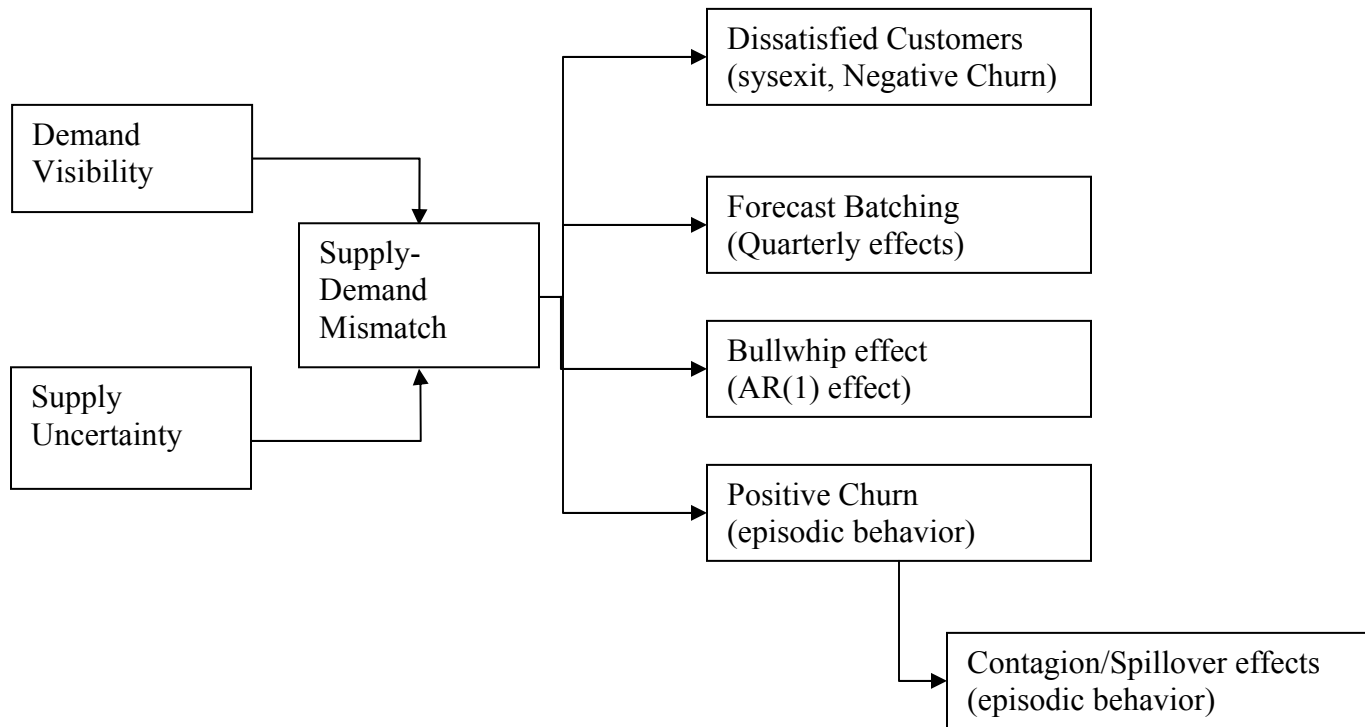 Dissatisfied Customers
(sysexit, Negative Churn)
Demand
Visibility
Forecast Batching
(Quarterly effects)
Supply-
Demand
Mismatch
Bullwhip effect
(AR(1) effect)
Supply
Uncertainty
Positive Churn
(episodic behavior)
Contagion/Spillover effects
(episodic behavior)